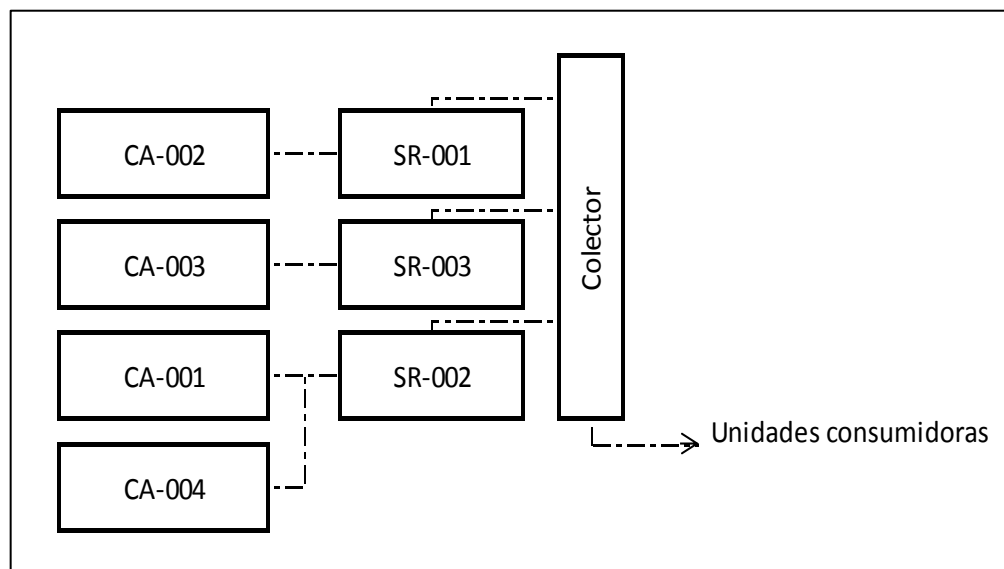 CA-002
SR-001
CA-003
SR-003
CA-001
SR-002
CA-004
Colector
Unidades consumidoras